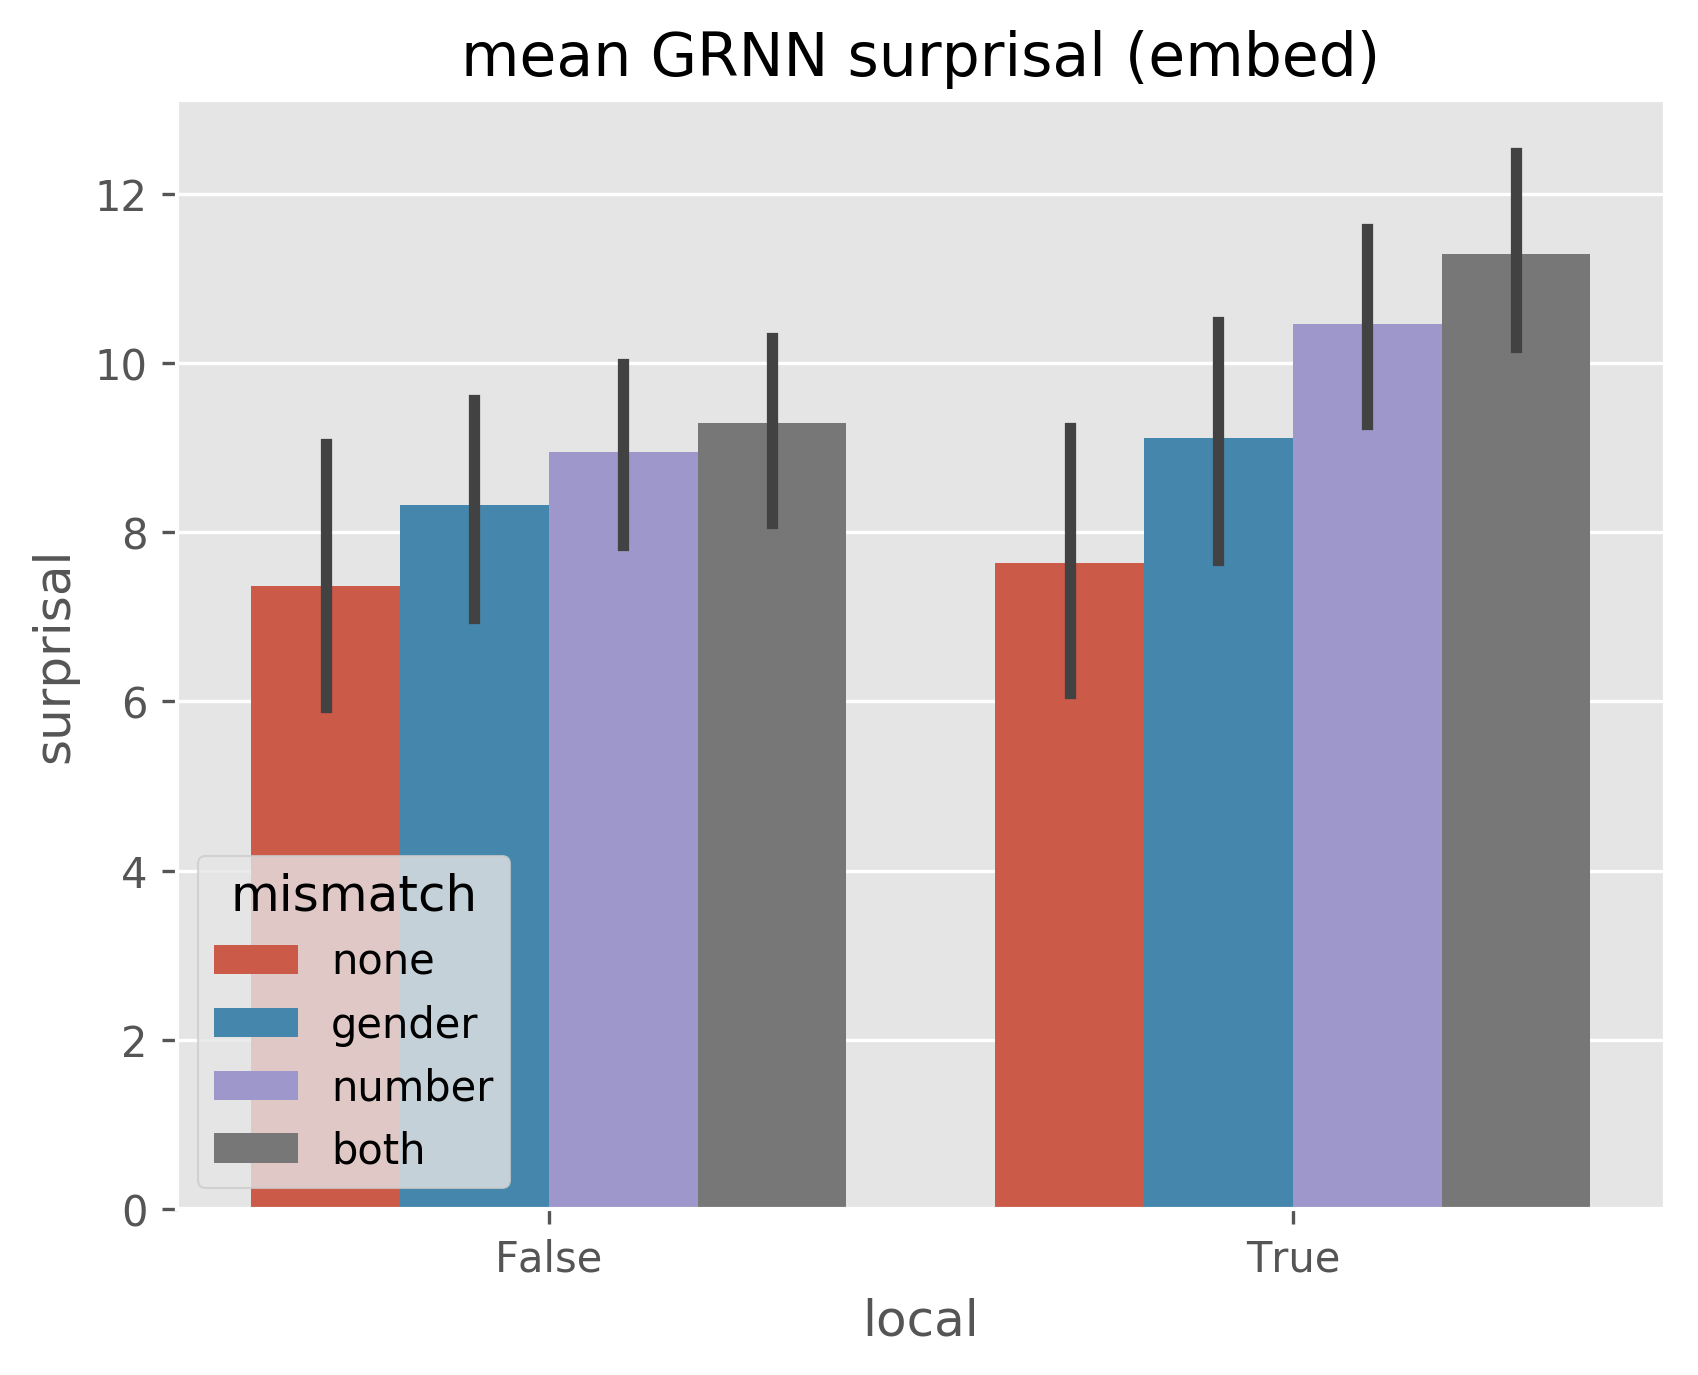 mean GRNN surprisal (embed)
12
10
8
6
4
2
0
surprisal
mismatch
none
gender
number
both
False
True
local